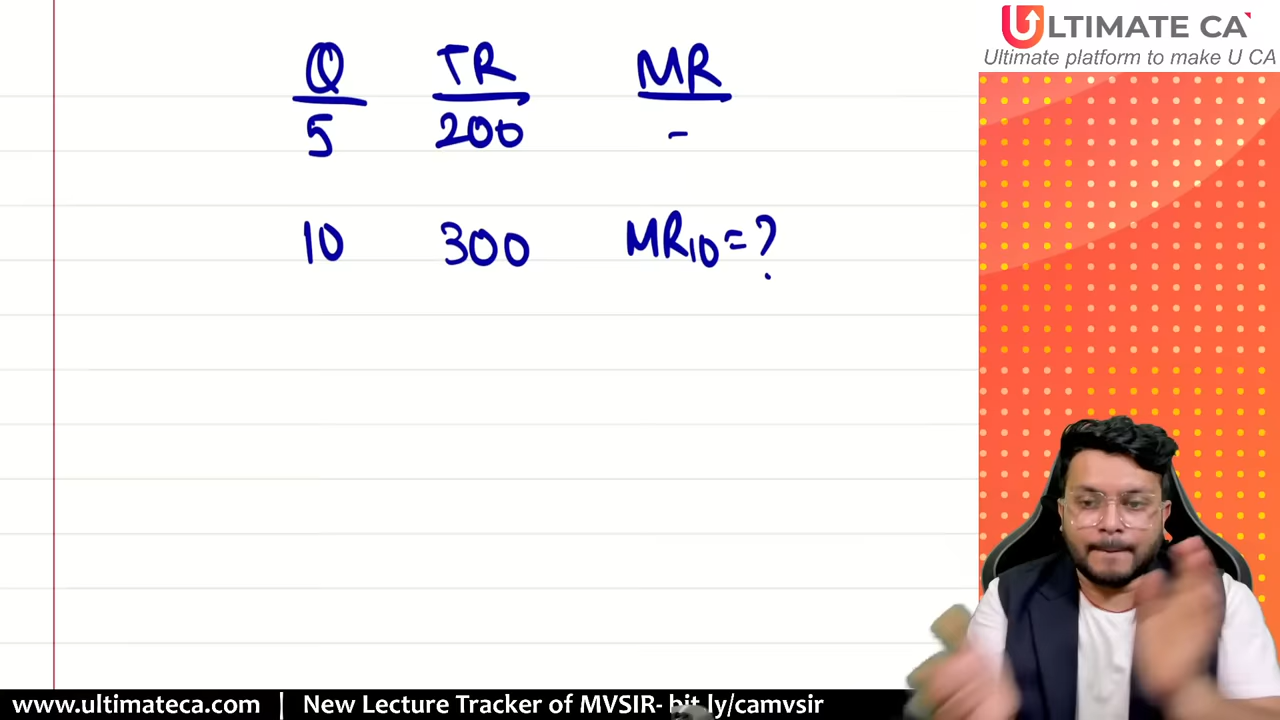 ULTIMATE CA
Ultimate platform to make U CA
Q TR MR
5 200 -
10 300 MR10=?
www.ultimateca.com | New Lecture Tracker of MVSIR- bit ly/camvsir